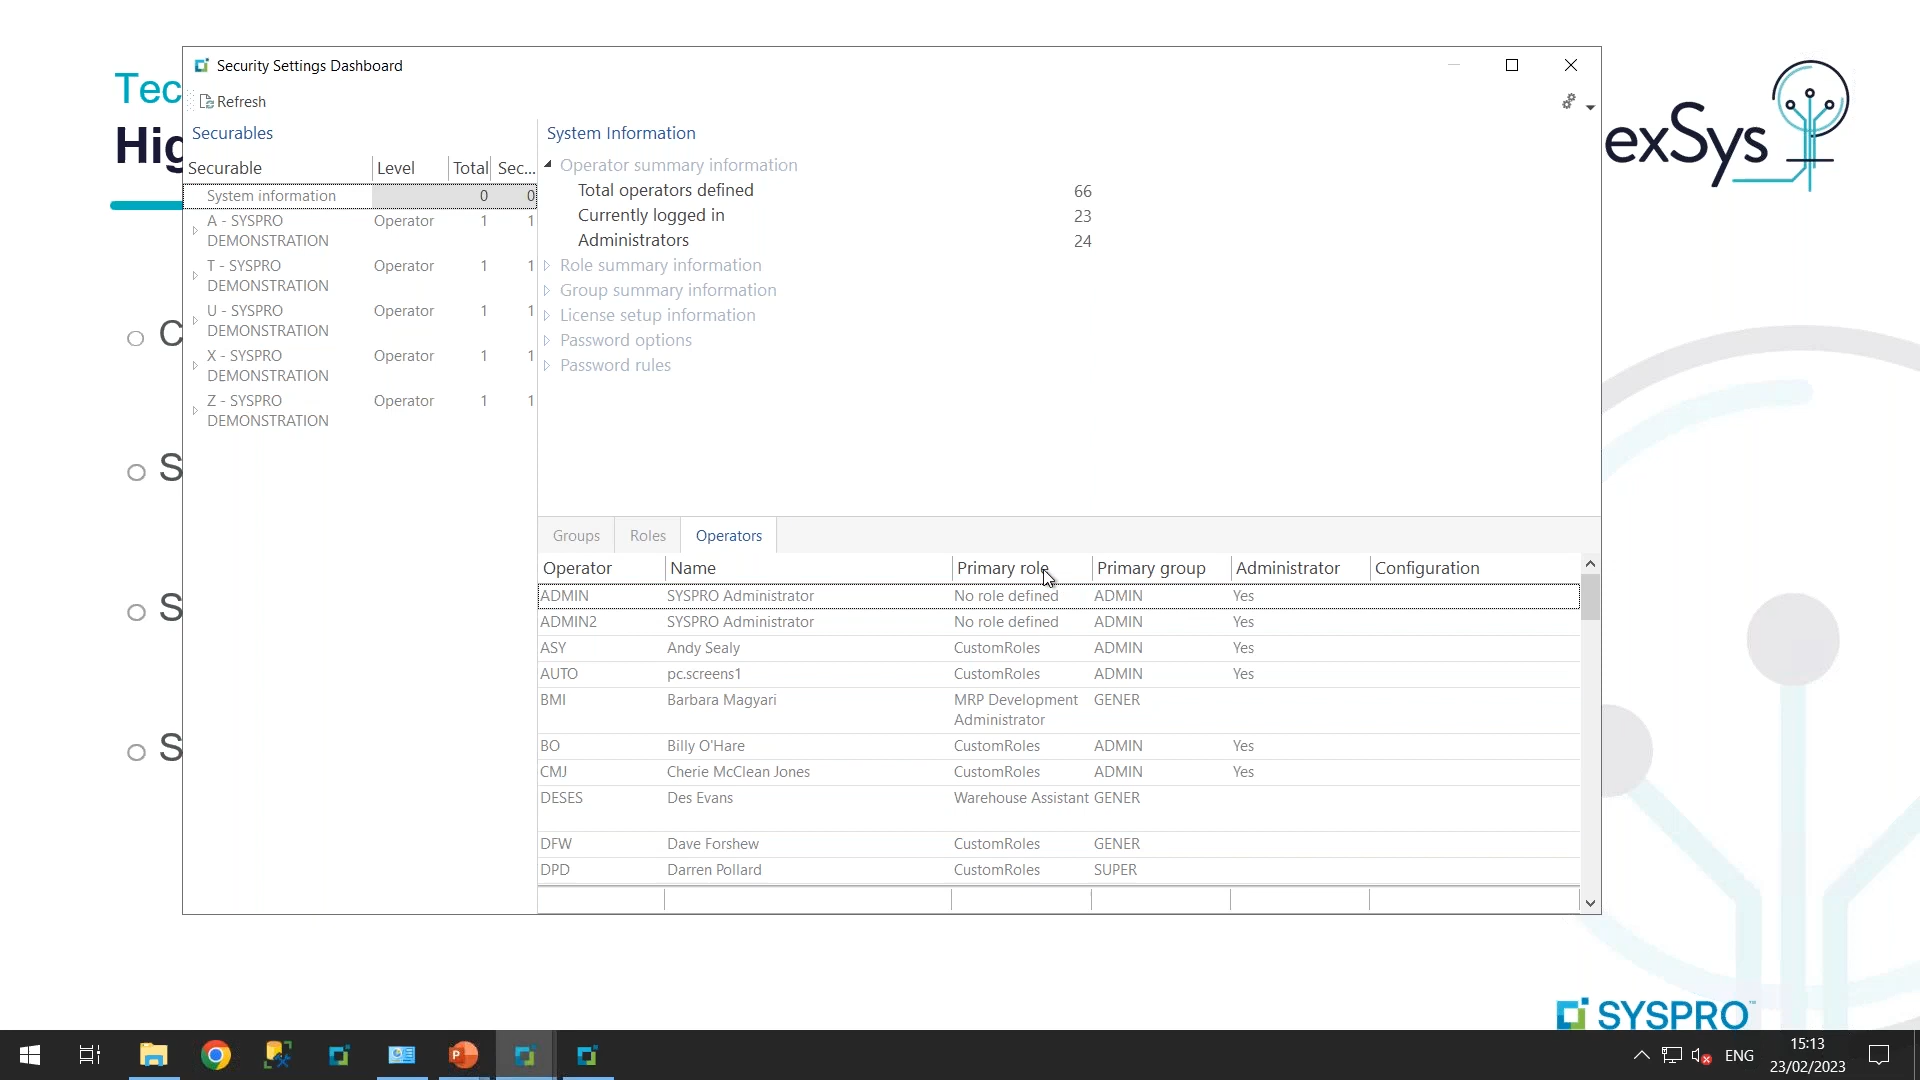 Tec
Hig
exSys
Security Settings Dashboard
Refresh
Securables
Securable Level Total Sec...
System information 0 0
A - SYSPRO DEMONSTRATION Operator 1 1
T - SYSPRO DEMONSTRATION Operator 1 1
U - SYSPRO DEMONSTRATION Operator 1 1
X - SYSPRO DEMONSTRATION Operator 1 1
Z - SYSPRO DEMONSTRATION Operator 1 1
System Information
Operator summary information
Total operators defined 66
Currently logged in 23
Administrators 24
Role summary information
Group summary information
License setup information
Password options
Password rules
C
S
S
S
Groups Roles Operators
Operator Name Primary role Primary group Administrator Configuration
ADMIN SYSPRO Administrator No role defined ADMIN Yes
ADMIN2 SYSPRO Administrator No role defined ADMIN Yes
ASY Andy Sealy CustomRoles ADMIN Yes
AUTO pc.screens1 CustomRoles ADMIN Yes
BMI Barbara Magyari MRP Development Administrator GENER
BO Billy O'Hare CustomRoles ADMIN Yes
CMJ Cherie McClean Jones CustomRoles ADMIN Yes
DESES Des Evans Warehouse Assistant GENER
DFW Dave Forshew CustomRoles GENER
DPD Darren Pollard CustomRoles SUPER
SYSPRO™
ENG
15:13
23/02/2023